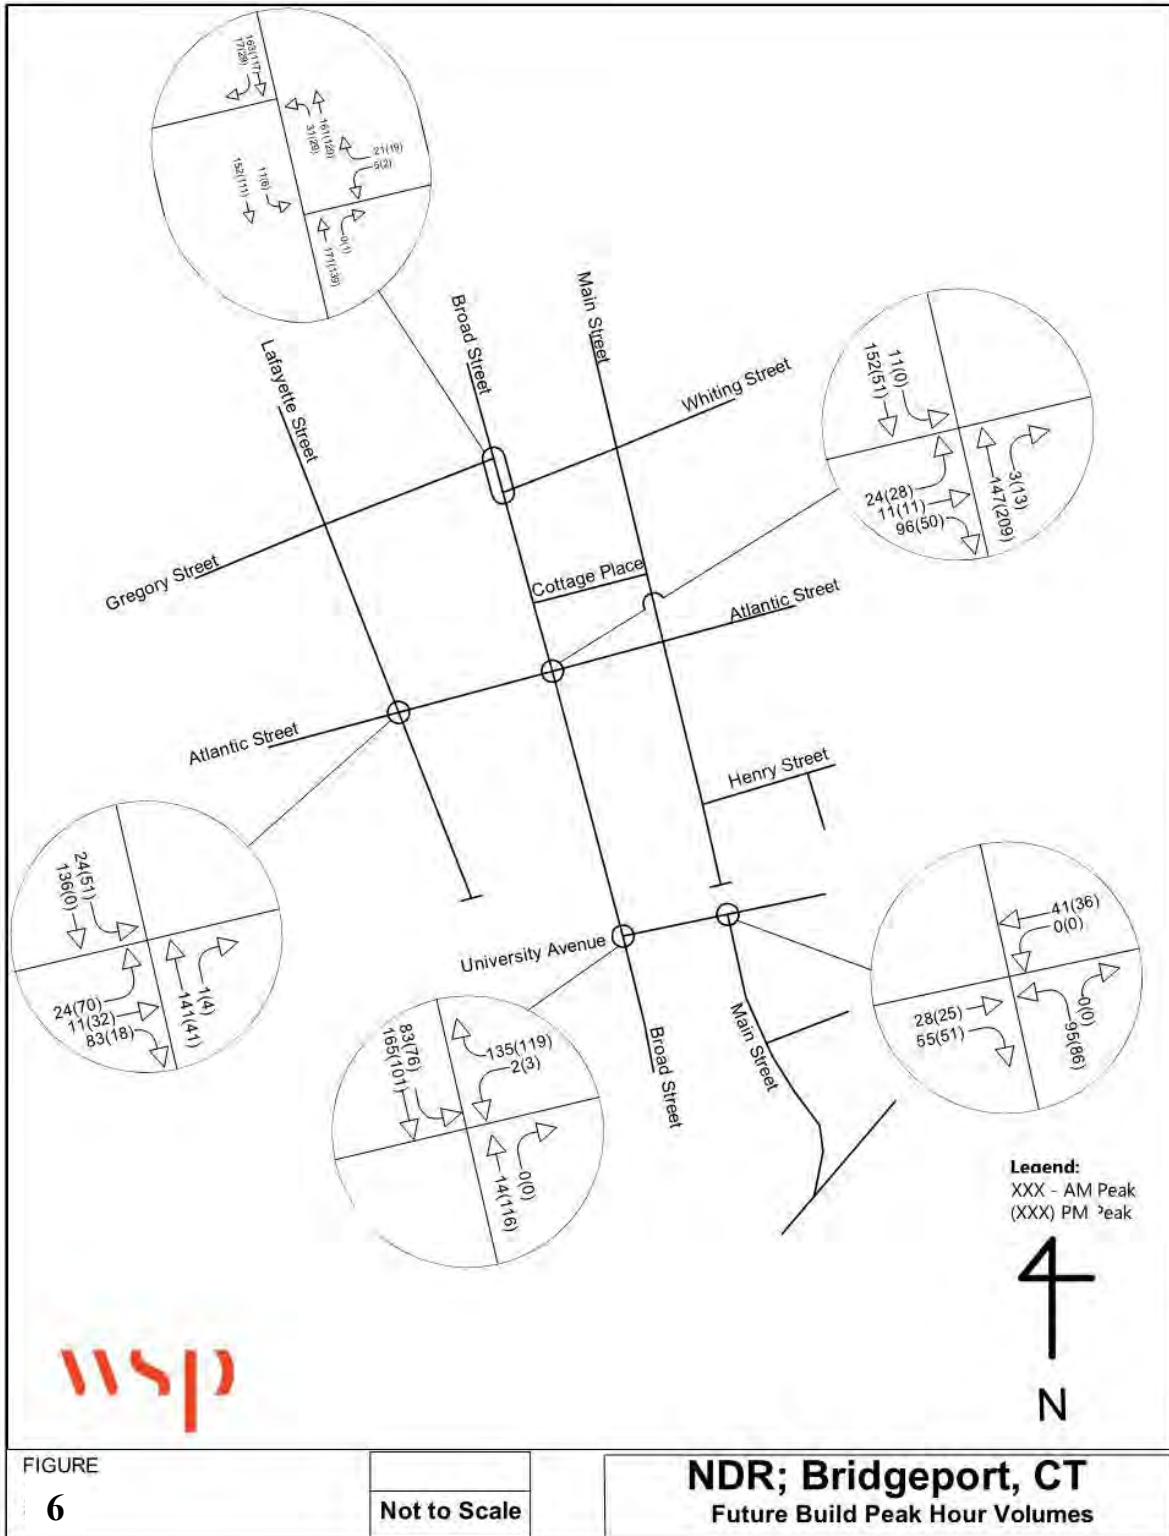 163(117)
17(29)
161(120)
31(29)
21(19)
5(2)
11(6)
152(111)
0(1)
171(139)
Broad Street
Main Street
Lafayette Street
Whiting Street
11(0)
152(51)
24(28)
11(11)
96(50)
3(13)
147(209)
Gregory Street
Cottage Place
Atlantic Street
Atlantic Street
Henry Street
24(51)
136(0)
24(70)
11(32)
83(18)
1(4)
141(41)
University Avenue
41(36)
0(0)
28(25)
55(51)
0(0)
95(86)
83(76)
165(101)
135(119)
2(3)
0(0)
14(116)
Broad Street
Main Street
Legend:
XXX - AM Peak
(XXX) PM Peak
N
wsp
FIGURE
6
Not to Scale
NDR; Bridgeport, CT
Future Build Peak Hour Volumes